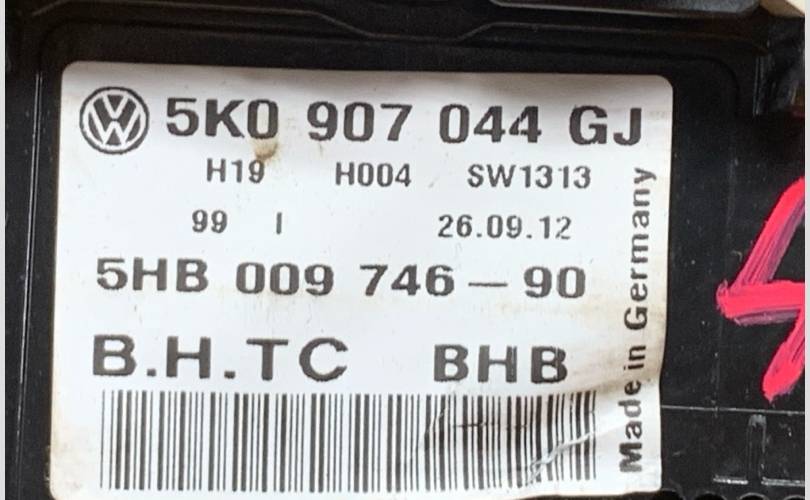 5K0 907 044 GJ
H19 H004 SW1313
99 I 26.09.12
5HB 009 746-90
B.H.TC BHB
Made in Germany